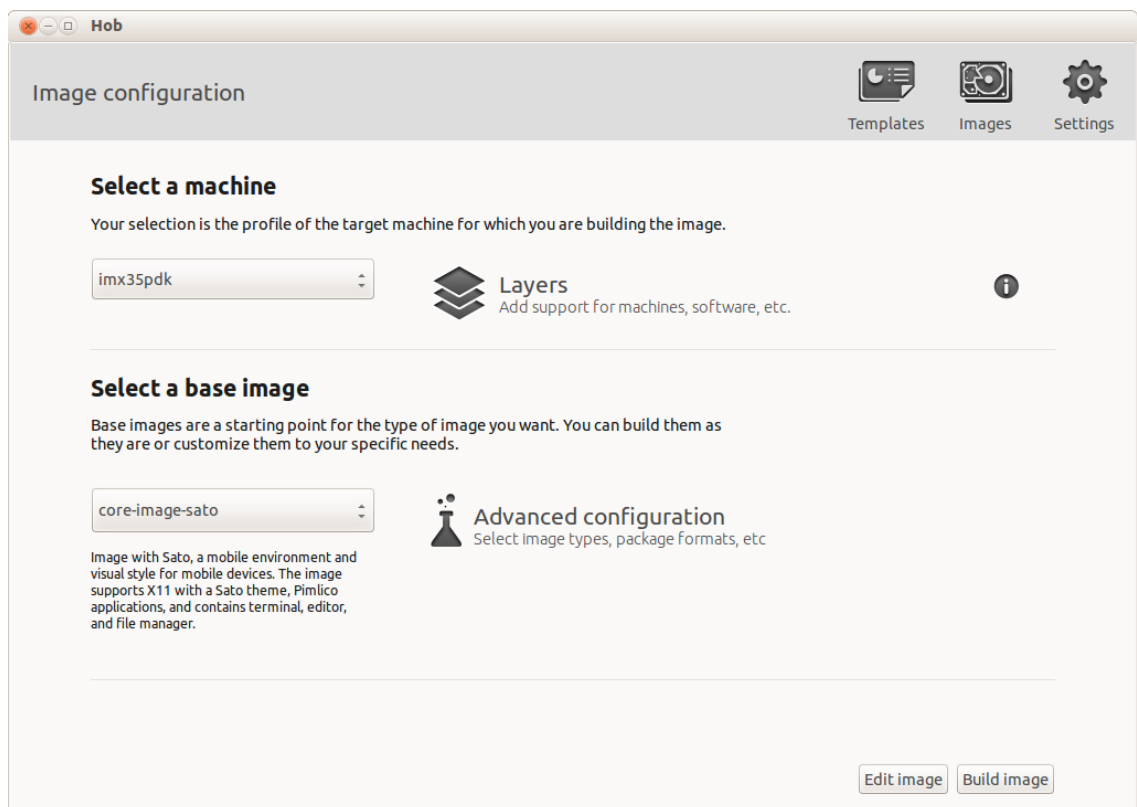 Hob
Image configuration
Templates
Images
Settings
Select a machine
Your selection is the profile of the target machine for which you are building the image.
imx35pdk
Layers
Add support for machines, software, etc.
Select a base image
Base images are a starting point for the type of image you want. You can build them as
they are or customize them to your specific needs.
core-image-sato
Advanced configuration
Select image types, package formats, etc
Image with Sato, a mobile environment and
visual style for mobile devices. The image
supports X11 with a Sato theme, Pimlico
applications, and contains terminal, editor,
and file manager.
Edit image
Build image